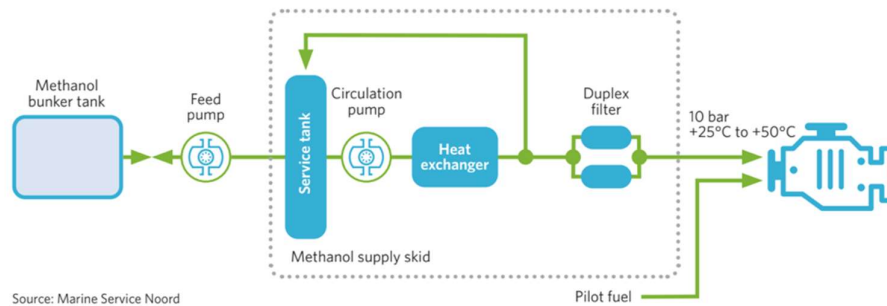 Methanol
bunker tank
Feed
pump
Service tank
Circulation
pump
Heat
exchanger
Duplex
filter
10 bar
+25°C to +50°C
Methanol supply skid
Source: Marine Service Noord
Pilot fuel